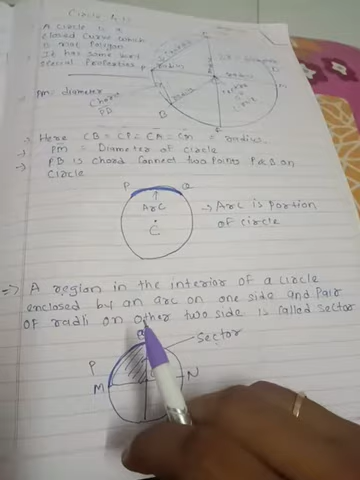 Circle
A circle is a
closed curve which
is not polygon
It has some
special Properties
P
radius
M
PM: diameter
Chord
PB
B
→ Here CB = CP = CA = CM = radius.
→ PM = Diameter of circle
→ PB is chord connect two points P & B on
circle
P Q
Arc
C
→ Arc is portion
of circle
=> A region in the interior of a circle
enclosed by an arc on one side and Pair
of radii on other two side is called sector
sector
P
M
N